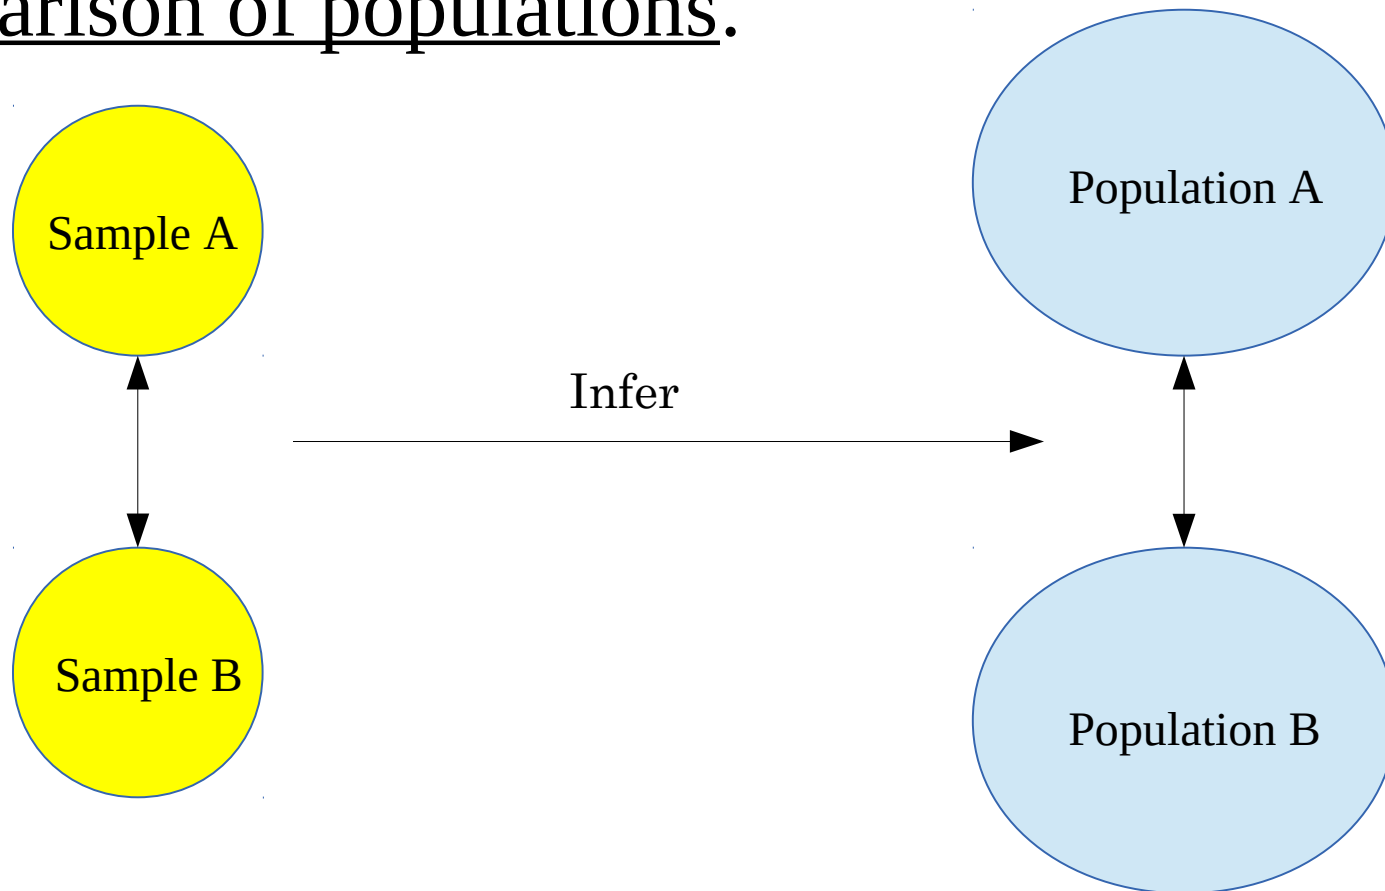 arison of populations.
Sample A
Population A
Infer
Sample B
Population B